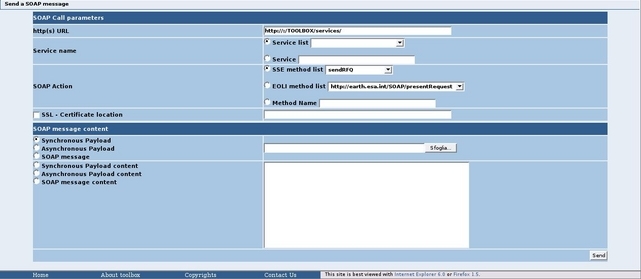 Send a SOAP message
SOAP Call parameters
http(s) URL
http://:/TOOLBOX/services/
Service name
Service list
Service
SOAP Action
SSE method list sendRFQ
EOLI method list http://earth.esa.int/SOAP/presentRequest
Method Name
SSL - Certificate location
SOAP message content
Synchronous Payload
Asynchronous Payload
SOAP message
Sfoglia...
Synchronous Payload content
Asynchronous Payload content
SOAP message content
Send
Home About toolbox Copyrights Contact Us This site is best viewed with Internet Explorer 6.0 or Firefox 1.5.